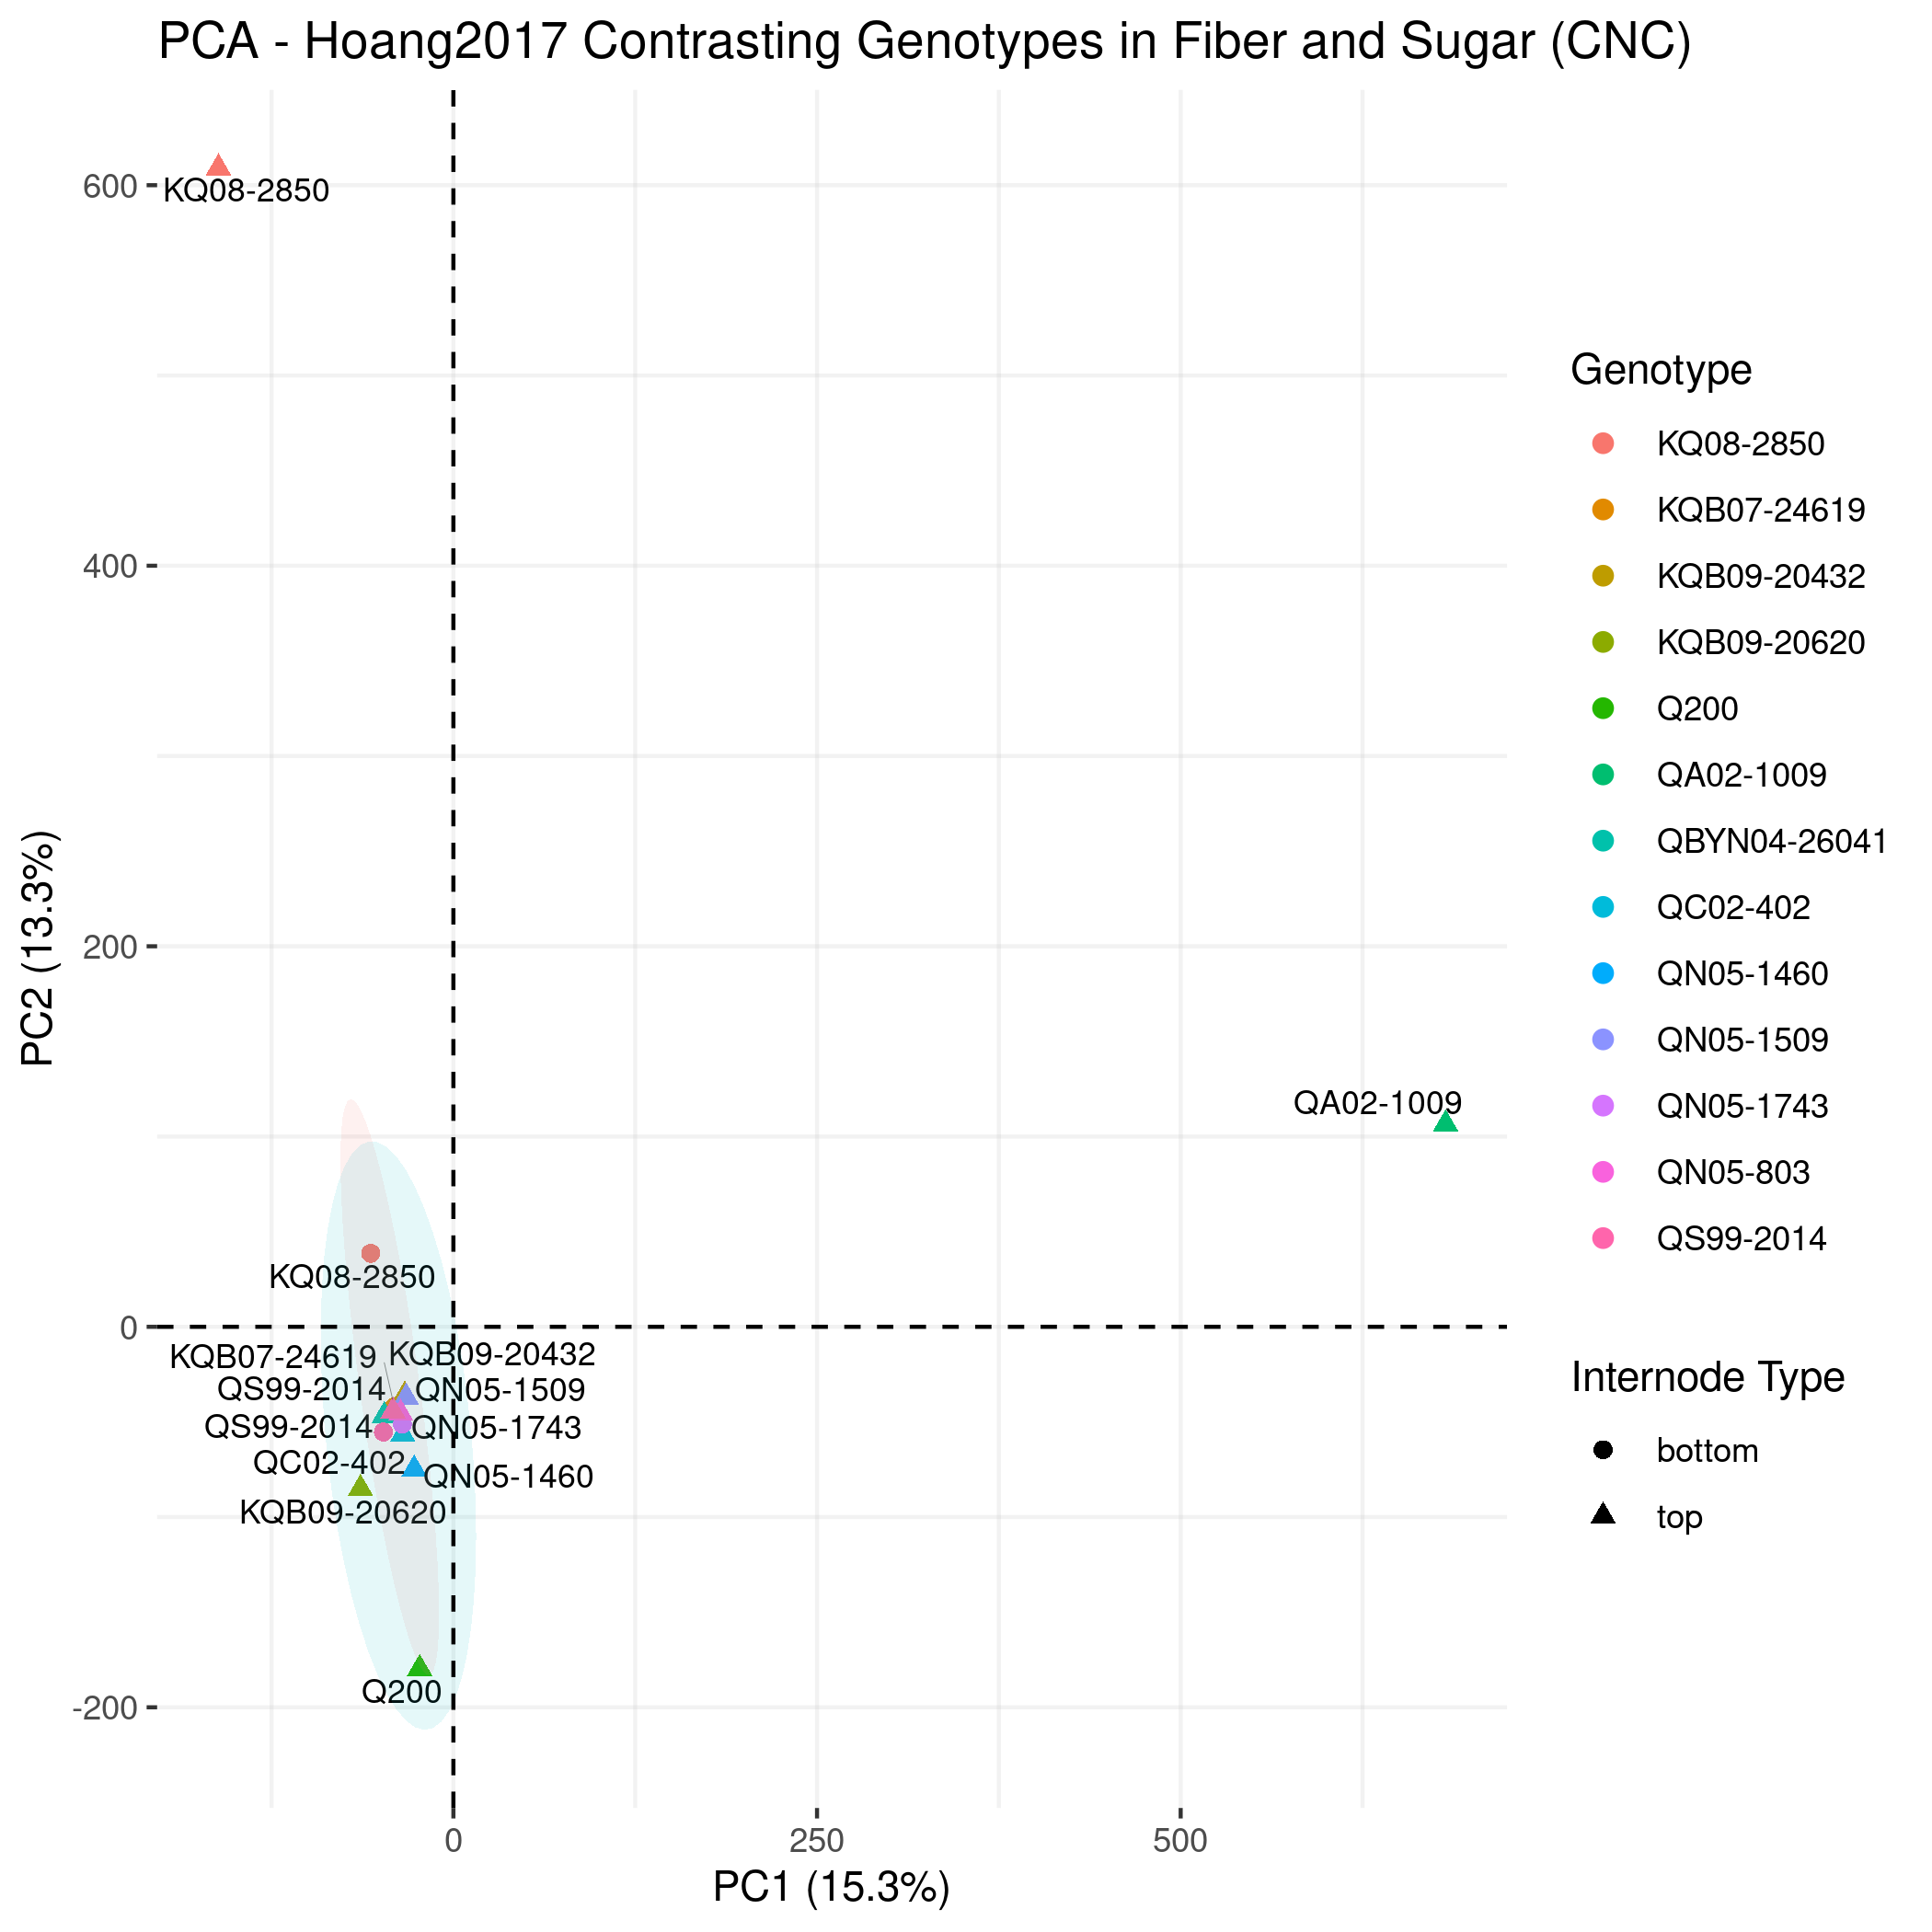 PCA - Hoang2017 Contrasting Genotypes in Fiber and Sugar (CNC)
KQ08-2850
600
400
200
0
-200
PC2 (13.3%)
QA02-1009
KQ08-2850
KQB07-24619
KQB09-20432
QS99-2014
QN05-1509
QS99-2014
QN05-1743
QC02-402
QN05-1460
KQB09-20620
Q200
0
250
500
PC1 (15.3%)
Genotype
KQ08-2850
KQB07-24619
KQB09-20432
KQB09-20620
Q200
QA02-1009
QBYN04-26041
QC02-402
QN05-1460
QN05-1509
QN05-1743
QN05-803
QS99-2014
Internode Type
bottom
top